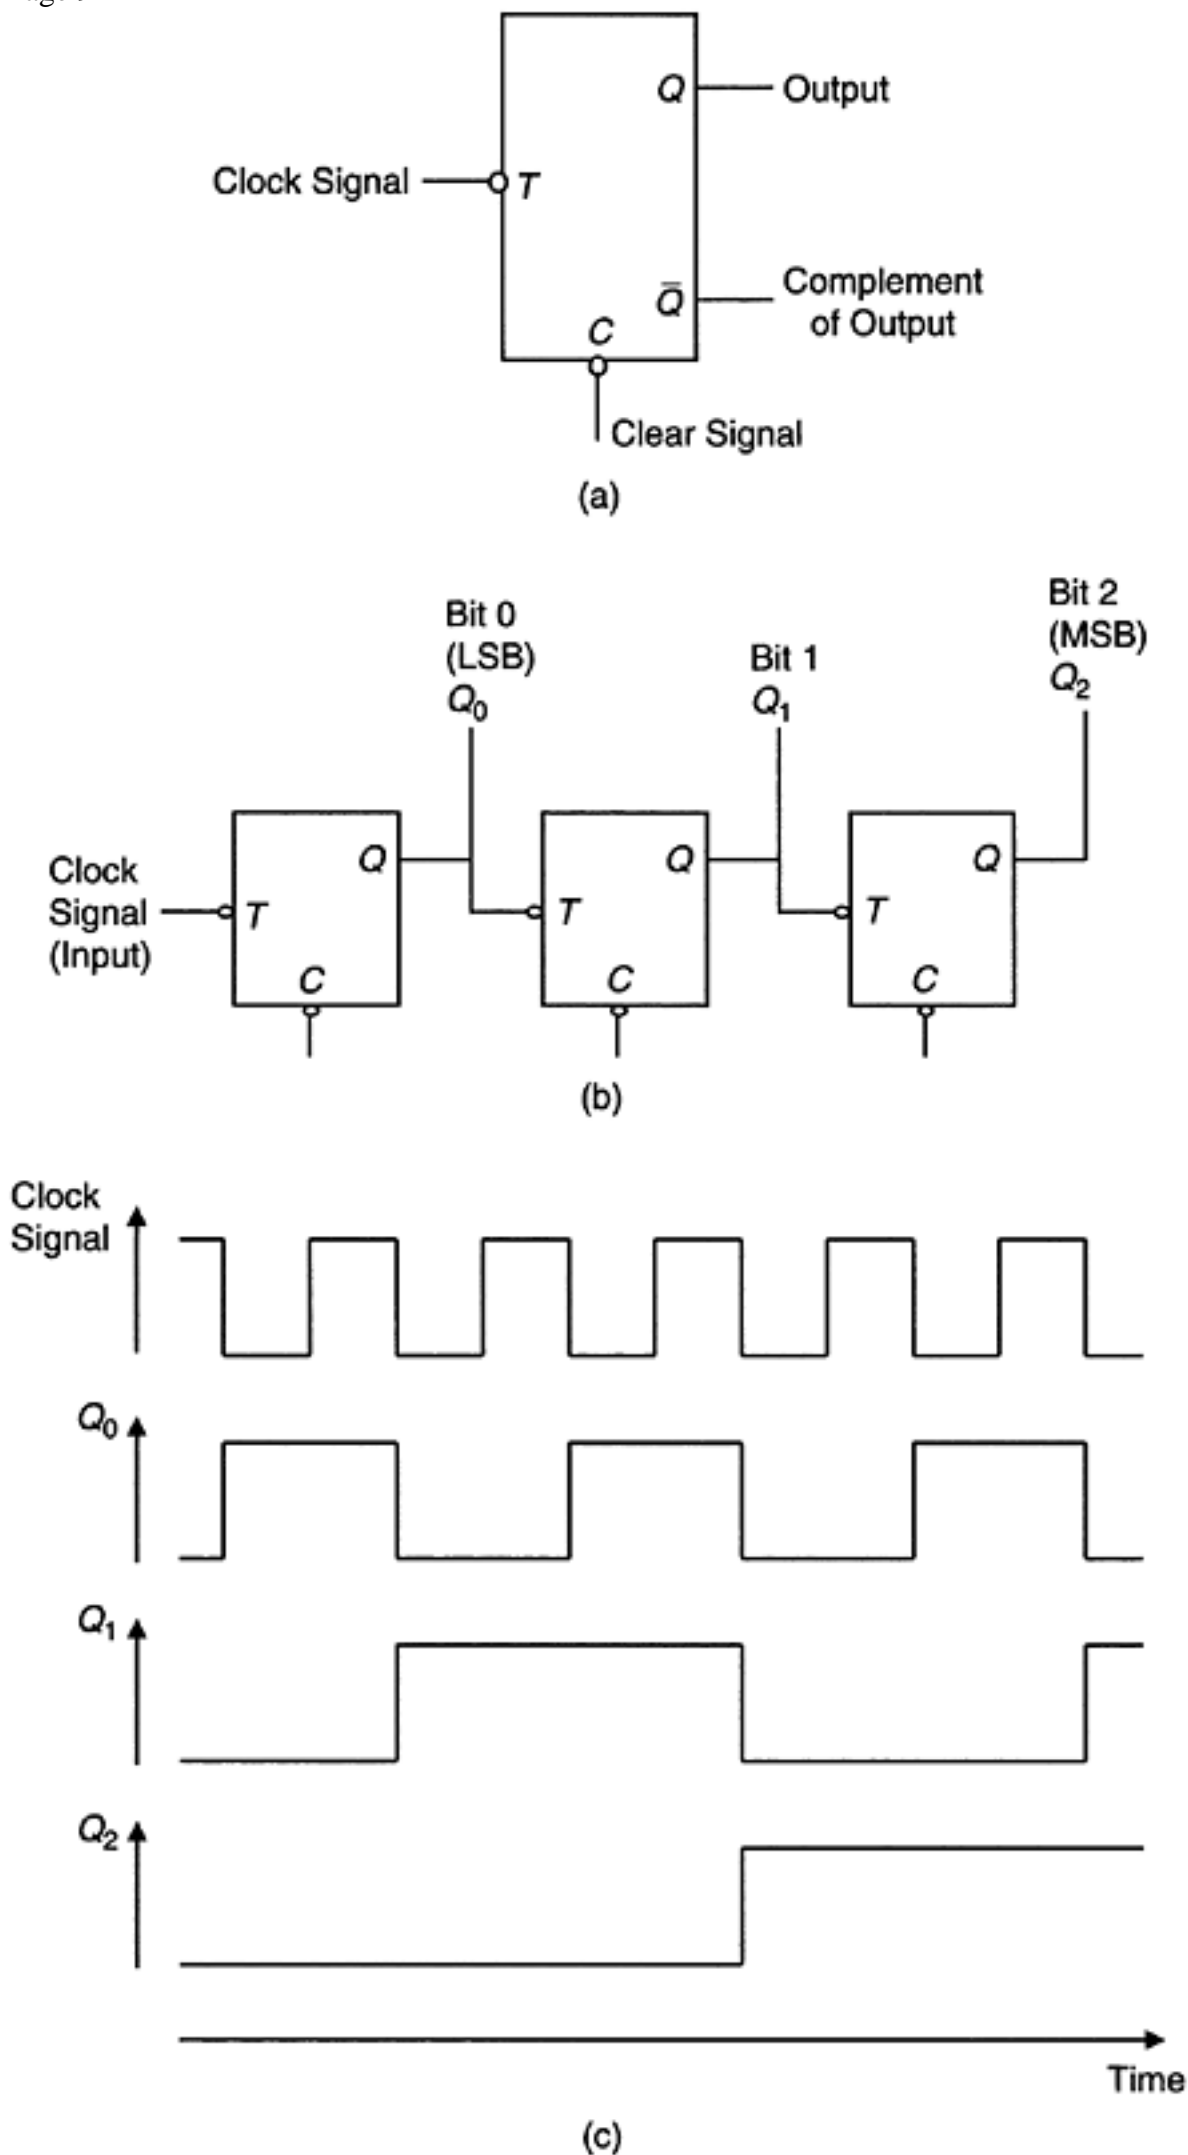 Q Output
Clock Signal T
Q̄ Complement
of Output
C
Clear Signal
(a)
Bit 0
(LSB)
Q₀
Bit 1
Q₁
Bit 2
(MSB)
Q₂
Clock
Signal
(Input)
T
Q
C
T
Q
C
T
Q
C
(b)
Clock
Signal
Q₀
Q₁
Q₂
Time
(c)